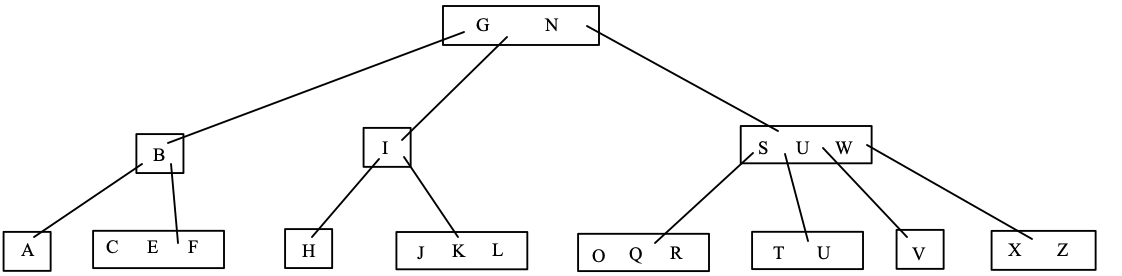 G N
B I S U W
A C E F H J K L O Q R T U V X Z